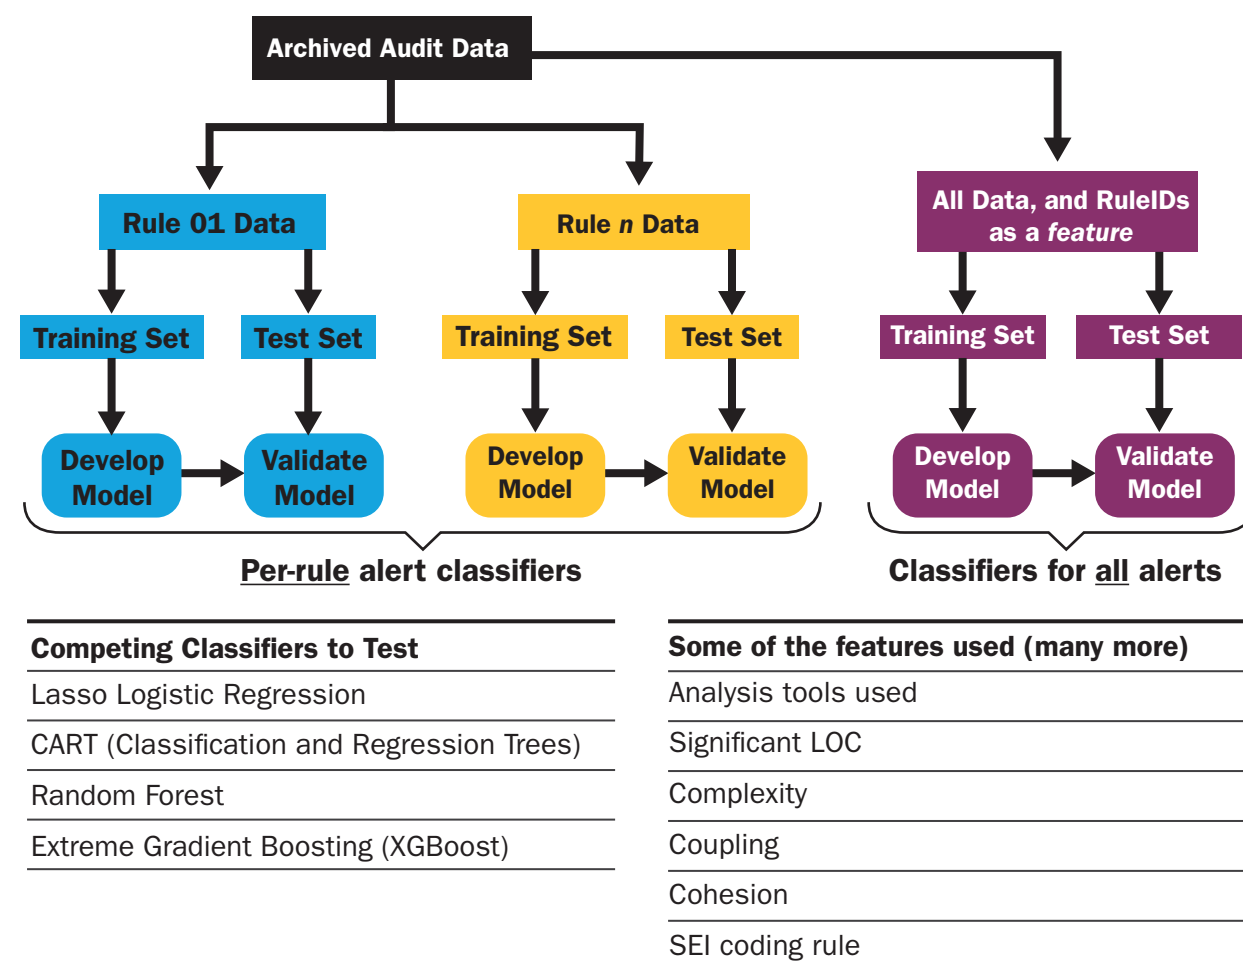 Archived Audit Data
Rule 01 Data
Rule n Data
All Data, and RuleIDs
as a feature
Training Set
Test Set
Training Set
Test Set
Training Set
Test Set
Develop
Model
Validate
Model
Develop
Model
Validate
Model
Develop
Model
Validate
Model
Per-rule alert classifiers
Classifiers for all alerts
Competing Classifiers to Test
Lasso Logistic Regression
CART (Classification and Regression Trees)
Random Forest
Extreme Gradient Boosting (XGBoost)
Some of the features used (many more)
Analysis tools used
Significant LOC
Complexity
Coupling
Cohesion
SEI coding rule